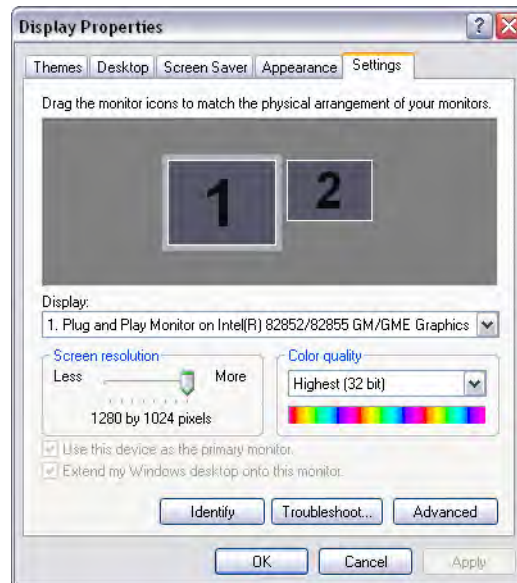 Display Properties
Themes Desktop Screen Saver Appearance Settings
Drag the monitor icons to match the physical arrangement of your monitors.
1 2
Display:
1. Plug and Play Monitor on Intel(R) 82852/82855 GM/GME Graphics
Screen resolution Color quality
Less More Highest (32 bit)
1280 by 1024 pixels
Use this device as the primary monitor.
Extend my Windows desktop onto this monitor.
Identify Troubleshoot... Advanced
OK Cancel Apply